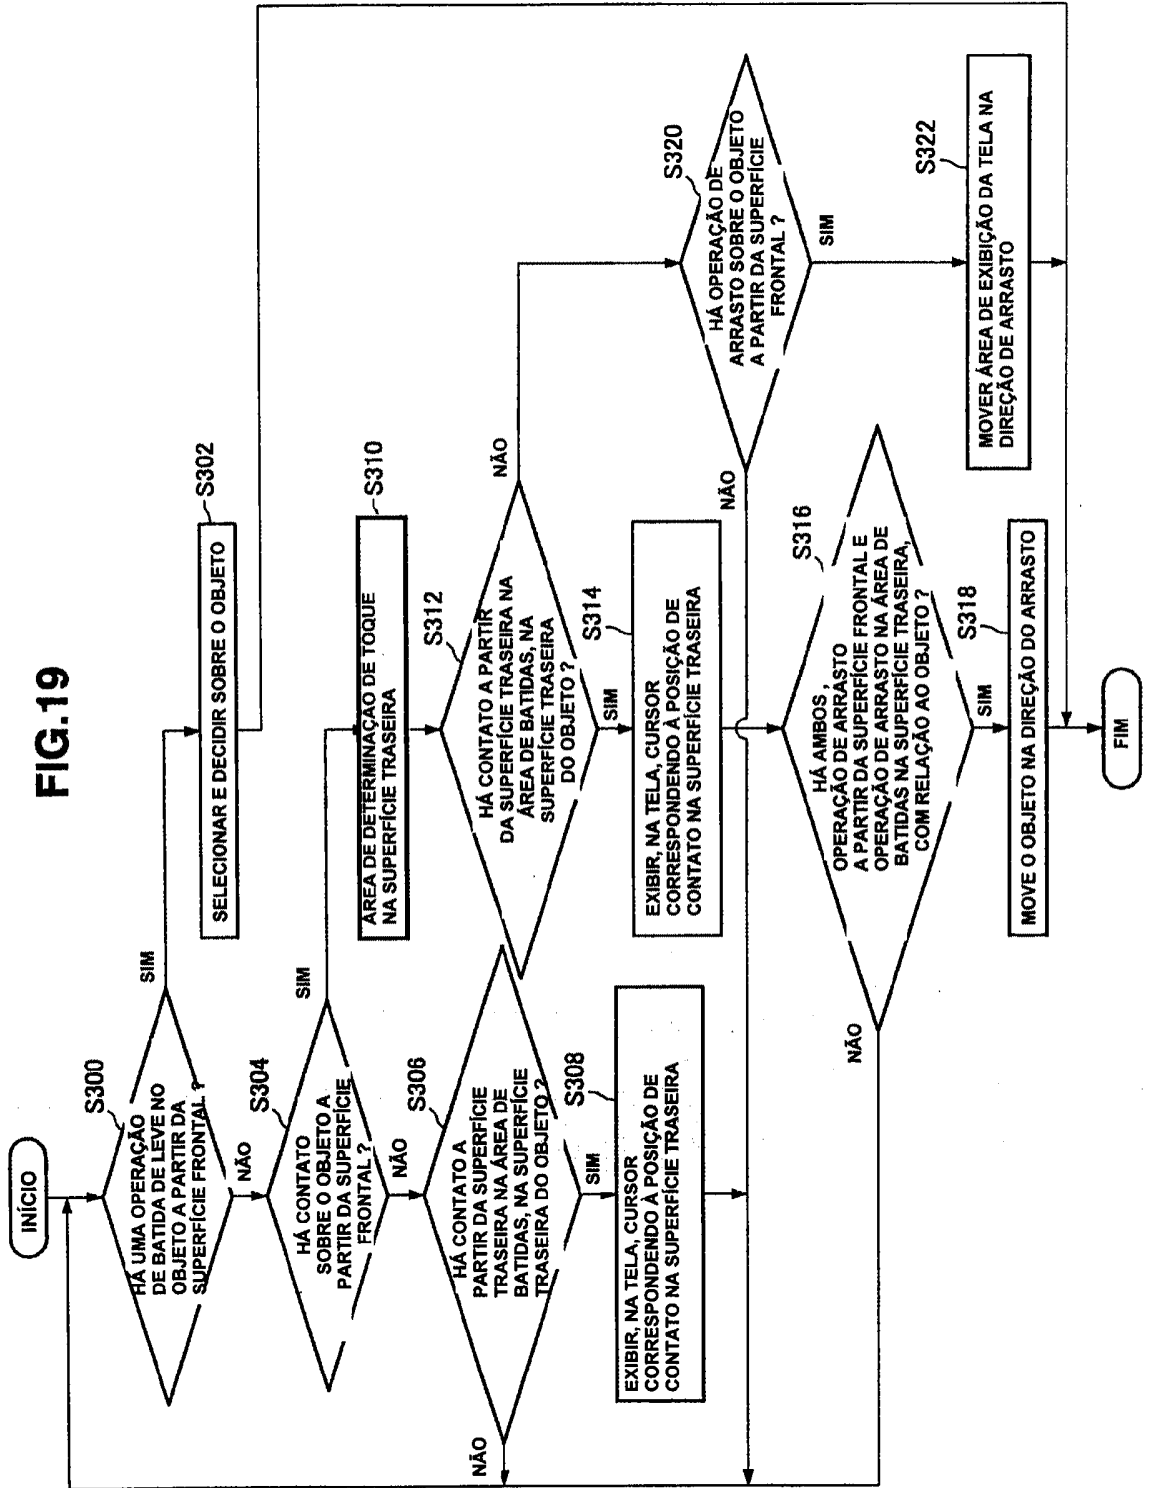 FIG.19
INÍCIO
S300
HÁ UMA OPERAÇÃO
DE BATIDA DE LEVE NO
OBJETO A PARTIR DA
SUPERFÍCIE FRONTAL ?
SIM
NÃO
S302
SELECIONAR E DECIDIR SOBRE O OBJETO
S304
HÁ CONTATO
SOBRE O OBJETO A
PARTIR DA SUPERFÍCIE
FRONTAL ?
SIM
NÃO
S306
HÁ CONTATO A
PARTIR DA SUPERFÍCIE
TRASEIRA NA ÁREA DE
BATIDAS, NA SUPERFÍCIE
TRASEIRA DO OBJETO ?
NÃO
SIM
S308
EXIBIR, NA TELA, CURSOR
CORRESPONDENDO À POSIÇÃO DE
CONTATO NA SUPERFÍCIE TRASEIRA
S310
ÁREA DE DETERMINAÇÃO DE TOQUE
NA SUPERFÍCIE TRASEIRA
S312
HÁ CONTATO A PARTIR
DA SUPERFÍCIE TRASEIRA NA
ÁREA DE BATIDAS, NA
SUPERFÍCIE TRASEIRA
DO OBJETO ?
NÃO
SIM
S314
EXIBIR, NA TELA, CURSOR
CORRESPONDENDO À POSIÇÃO DE
CONTATO NA SUPERFÍCIE TRASEIRA
S316
HÁ AMBOS,
OPERAÇÃO DE ARRASTO
A PARTIR DA SUPERFÍCIE FRONTAL E
OPERAÇÃO DE ARRASTO NA ÁREA DE
BATIDAS NA SUPERFÍCIE TRASEIRA,
COM RELAÇÃO AO OBJETO ?
NÃO
SIM
S318
MOVE O OBJETO NA DIREÇÃO DO ARRASTO
S320
HÁ OPERAÇÃO DE
ARRASTO SOBRE O OBJETO
A PARTIR DA SUPERFÍCIE
FRONTAL ?
NÃO
SIM
S322
MOVER ÁREA DE EXIBIÇÃO DA TELA NA
DIREÇÃO DE ARRASTO
FIM